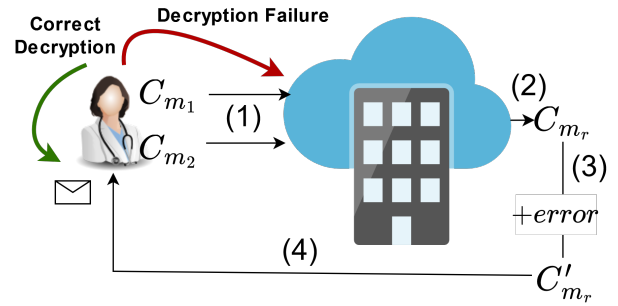 Correct
Decryption
Decryption Failure
C_{m_1}
(1)
C_{m_2}
(2)
C_{m_r}
(3)
+error
(4)
C'_{m_r}